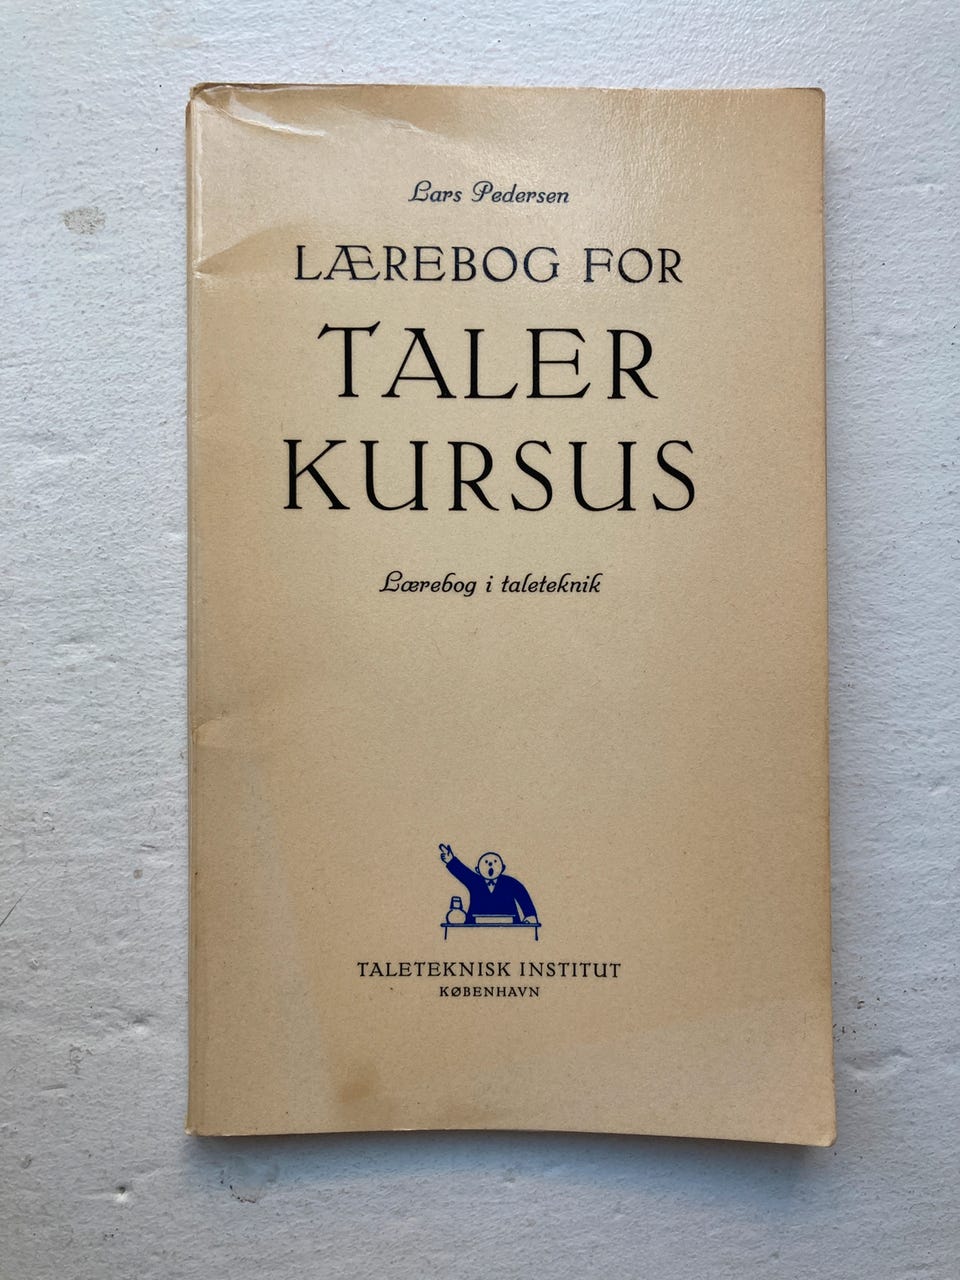 Lars Pedersen
LÆREBOG FOR
TALER
KURSUS
Lærebog i taleteknik
TALETEKNISK INSTITUT
KØBENHAVN